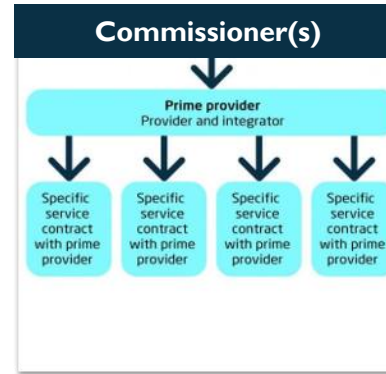 Commissioner(s)
Prime provider
Provider and integrator
Specific
service
contract
with prime
provider
Specific
service
contract
with prime
provider
Specific
service
contract
with prime
provider
Specific
service
contract
with prime
provider